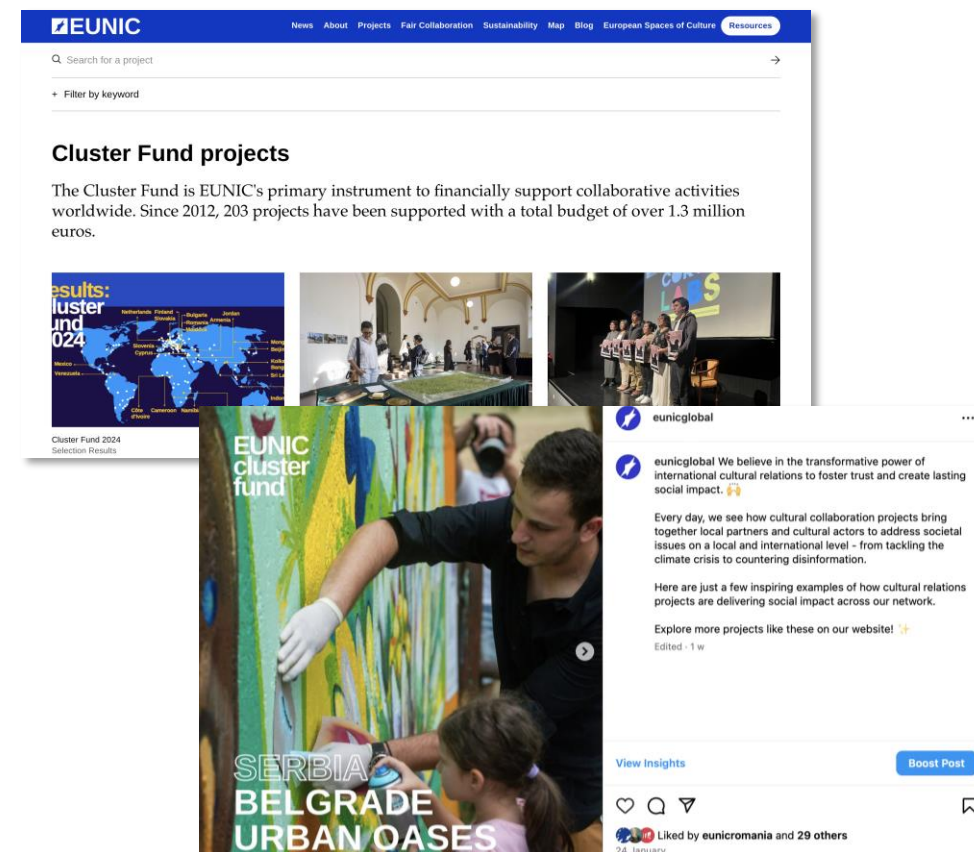 EUNIC
News About Projects Fair Collaboration Sustainability Map Blog European Spaces of Culture Resources
Search for a project
+ Filter by keyword
Cluster Fund projects
The Cluster Fund is EUNIC's primary instrument to financially support collaborative activities
worldwide. Since 2012, 203 projects have been supported with a total budget of over 1.3 million
euros.
esults:
luster
und
024
Netherlands Finland
Slovakia
Bulgaria
Romania
Jordan
Armenia
Slovenia
Cyprus
Mexico
Venezuela
Côte
d'Ivoire
Cameroon
LABS
Cluster Fund 2024
Selection Results
EUNIC
cluster
fund
SERBIA
BELGRADE
URBAN OASES
eunicglobal
eunicglobal We believe in the transformative power of
international cultural relations to foster trust and create lasting
social impact. 🙌
Every day, we see how cultural collaboration projects bring
together local partners and cultural actors to address societal
issues on a local and international level - from tackling the
climate crisis to countering disinformation.
Here are just a few inspiring examples of how cultural relations
projects are delivering social impact across our network.
Explore more projects like these on our website! ✨
Edited · 1 w
View Insights
Boost Post
Liked by eunicromania and 29 others
24 January